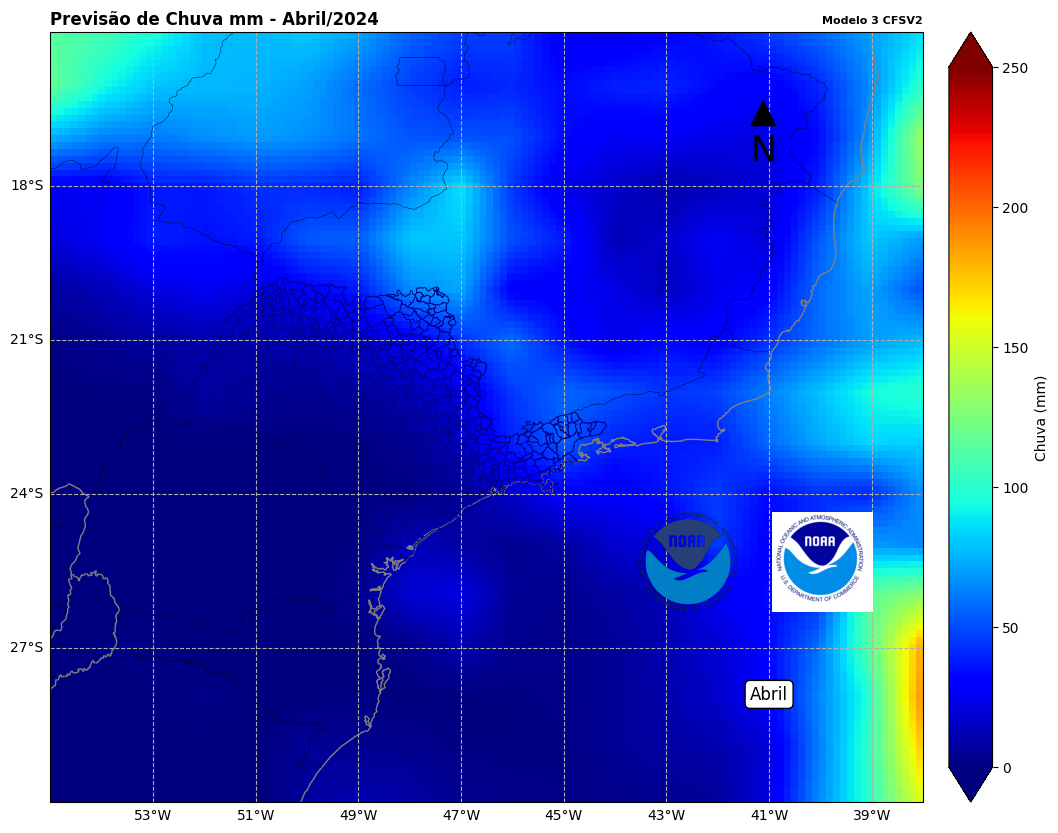 Previsão de Chuva mm - Abril/2024
Modelo 3 CFSV2
N
18°S
21°S
24°S
27°S
53°W
51°W
49°W
47°W
45°W
43°W
41°W
39°W
250
200
150
100
50
0
Chuva (mm)
NOAA
NATIONAL OCEANIC AND ATMOSPHERIC ADMINISTRATION
NOAA
U.S. DEPARTMENT OF COMMERCE
Abril